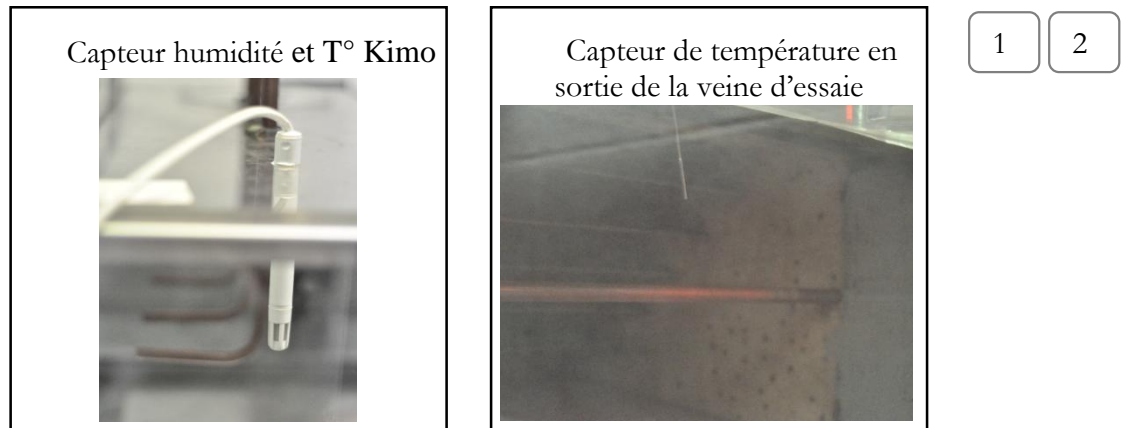 Capteur humidité et T° Kimo
Capteur de température en
sortie de la veine d'essaie
1
2